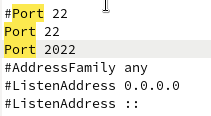 #Port 22
Port 22
Port 2022
#AddressFamily any
#ListenAddress 0.0.0.0
#ListenAddress ::